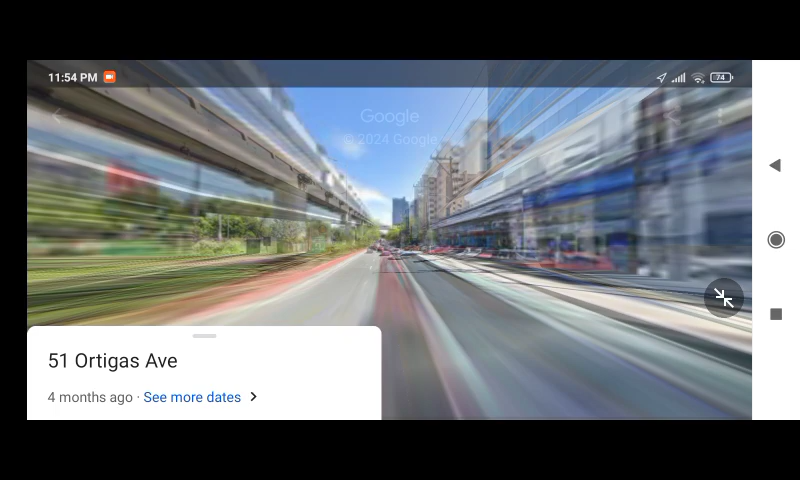 11:54 PM
74
Google
© 2024 Google
51 Ortigas Ave
4 months ago · See more dates